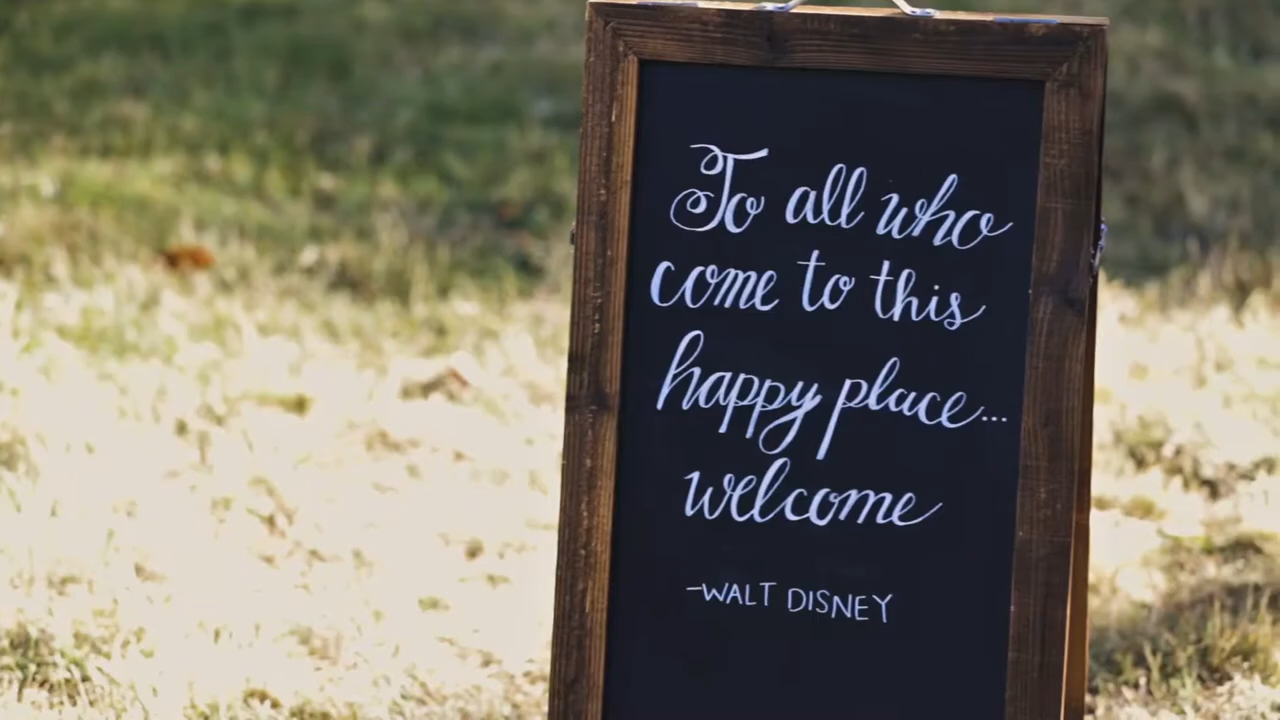 To all who
come to this
happy place...
welcome
-WALT DISNEY